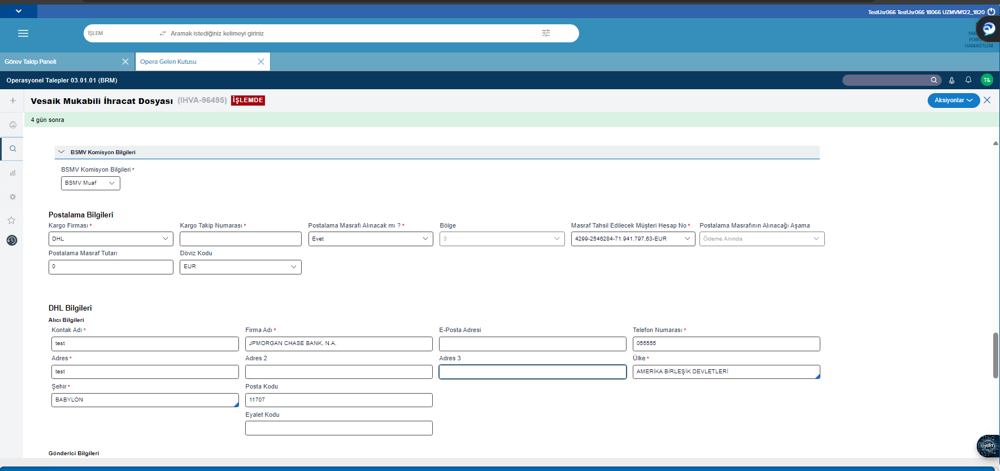 TestUsr066 TestUsr066 18066 UZMVM122_1820
İŞLEM
Aramak istediğiniz kelimeyi giriniz
HAREKETLERİ
Görev Takip Paneli
Opera Gelen Kutusu
Operasyonel Talepler 03.01.01 (BRM)
T&
Vesaik Mukabili İhracat Dosyası (IHVA-96495) İŞLEMDE
Aksiyonlar
4 gün sonra
BSMV Komisyon Bilgileri
BSMV Komisyon Bilgileri *
BSMV Muaf
Postalama Bilgileri
Kargo Firması * Kargo Takip Numarası * Postalama Masrafı Alınacak mı ? * Bölge Masraf Tahsil Edilecek Müşteri Hesap No * Postalama Masrafının Alınacağı Aşama
DHL Evet 3 4299-2546284-71.941.797,63-EUR Ödeme Anında
Postalama Masraf Tutarı Döviz Kodu
0 EUR
DHL Bilgileri
Alıcı Bilgileri
Kontak Adı * Firma Adı * E-Posta Adresi Telefon Numarası *
test JPMORGAN CHASE BANK, N.A. 055555
Adres * Adres 2 Adres 3 Ülke *
test AMERİKA BİRLEŞİK DEVLETLERİ
Şehir * Posta Kodu
BABYLON 11707
Eyalet Kodu
Gönderici Bilgileri